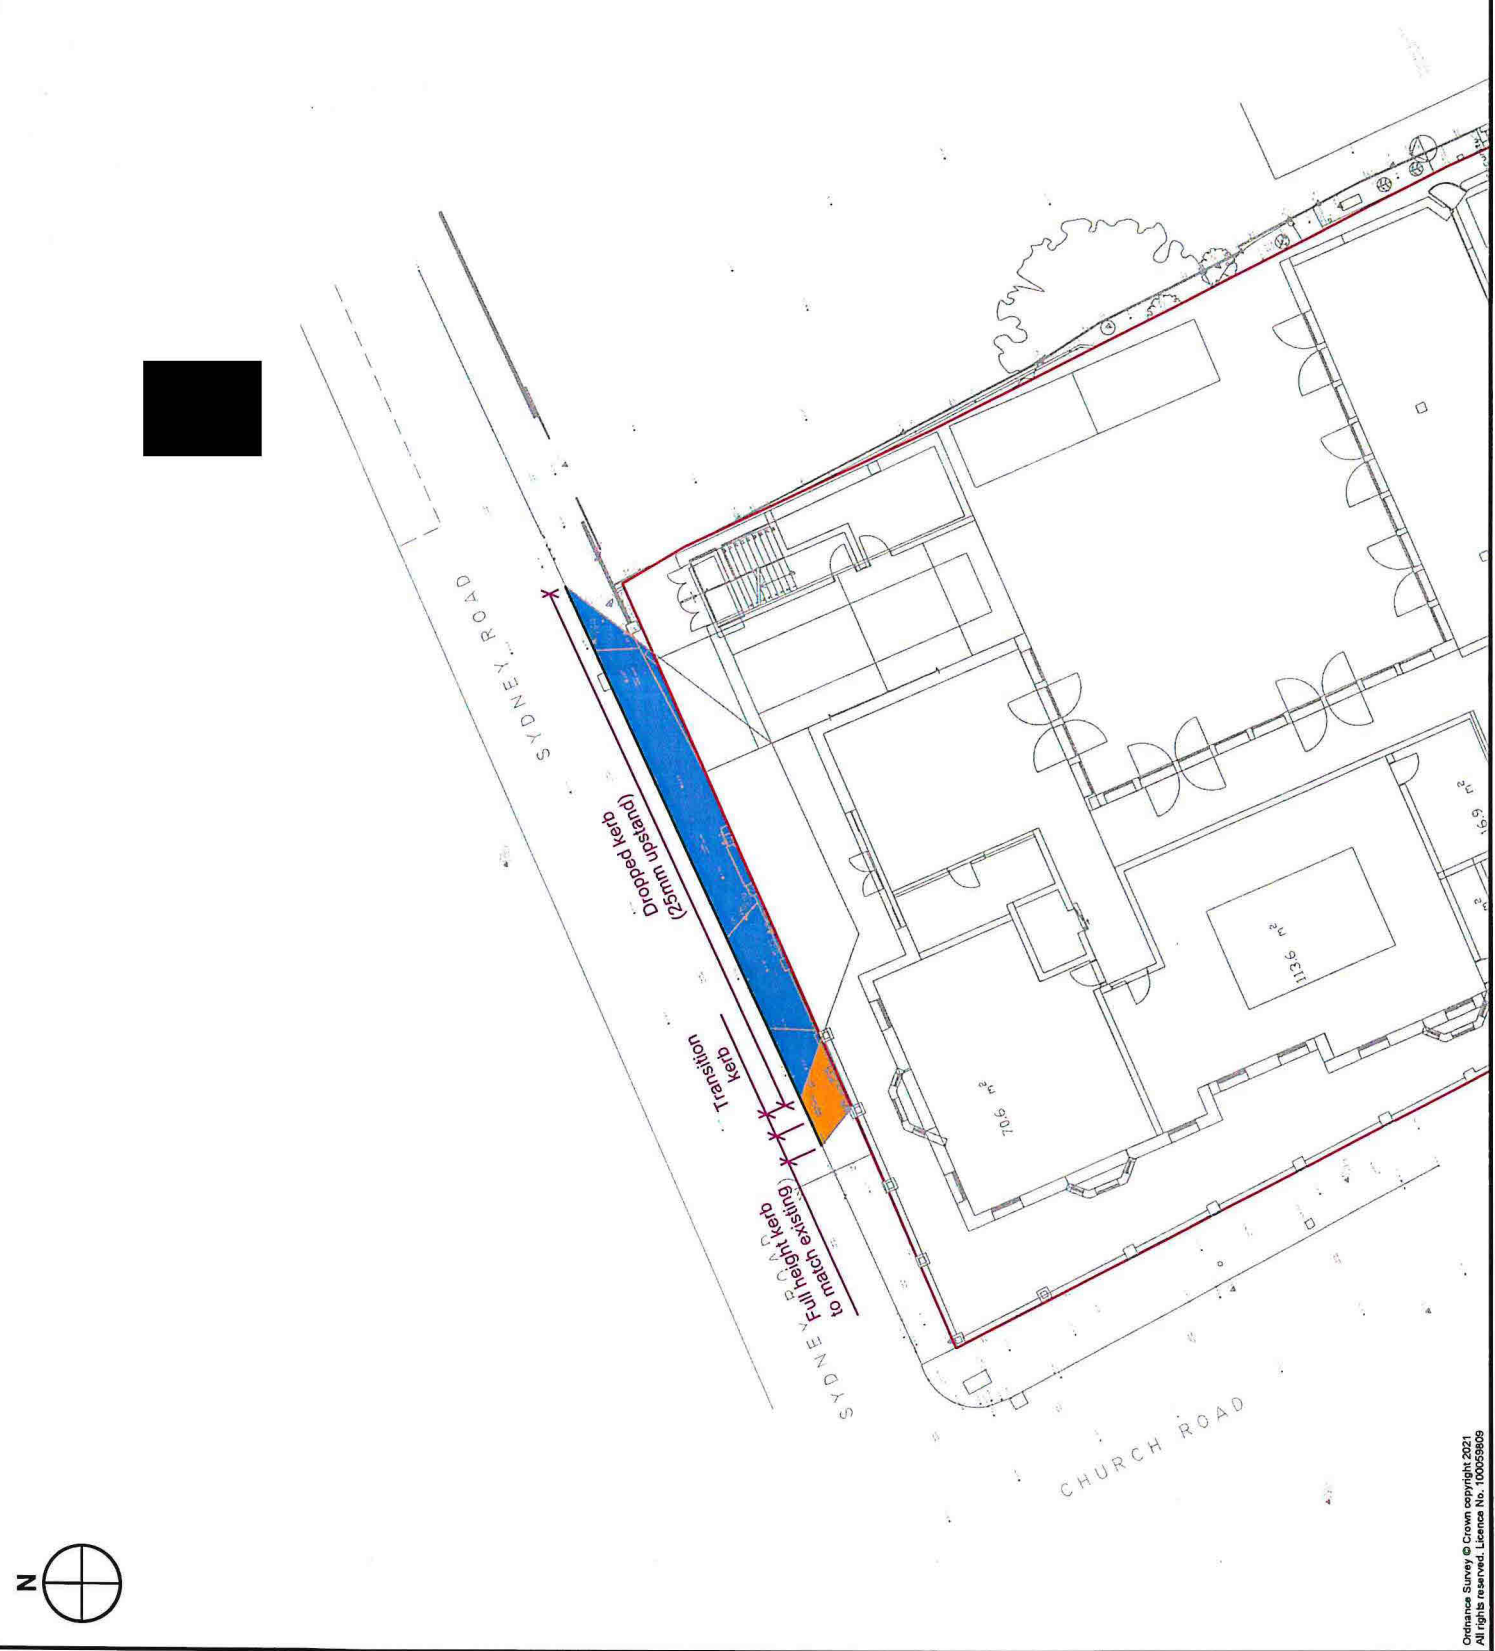 SYDNEY ROAD
Dropped kerb
(25mm upstand)
Transition
kerb
Full height kerb
to match existing)
SYDNEY ROAD
CHURCH ROAD
70.6 m²
113.6 m²
16.9 m²
m²
N
Ordnance Survey © Crown copyright 2021
All rights reserved. Licence No. 100059809